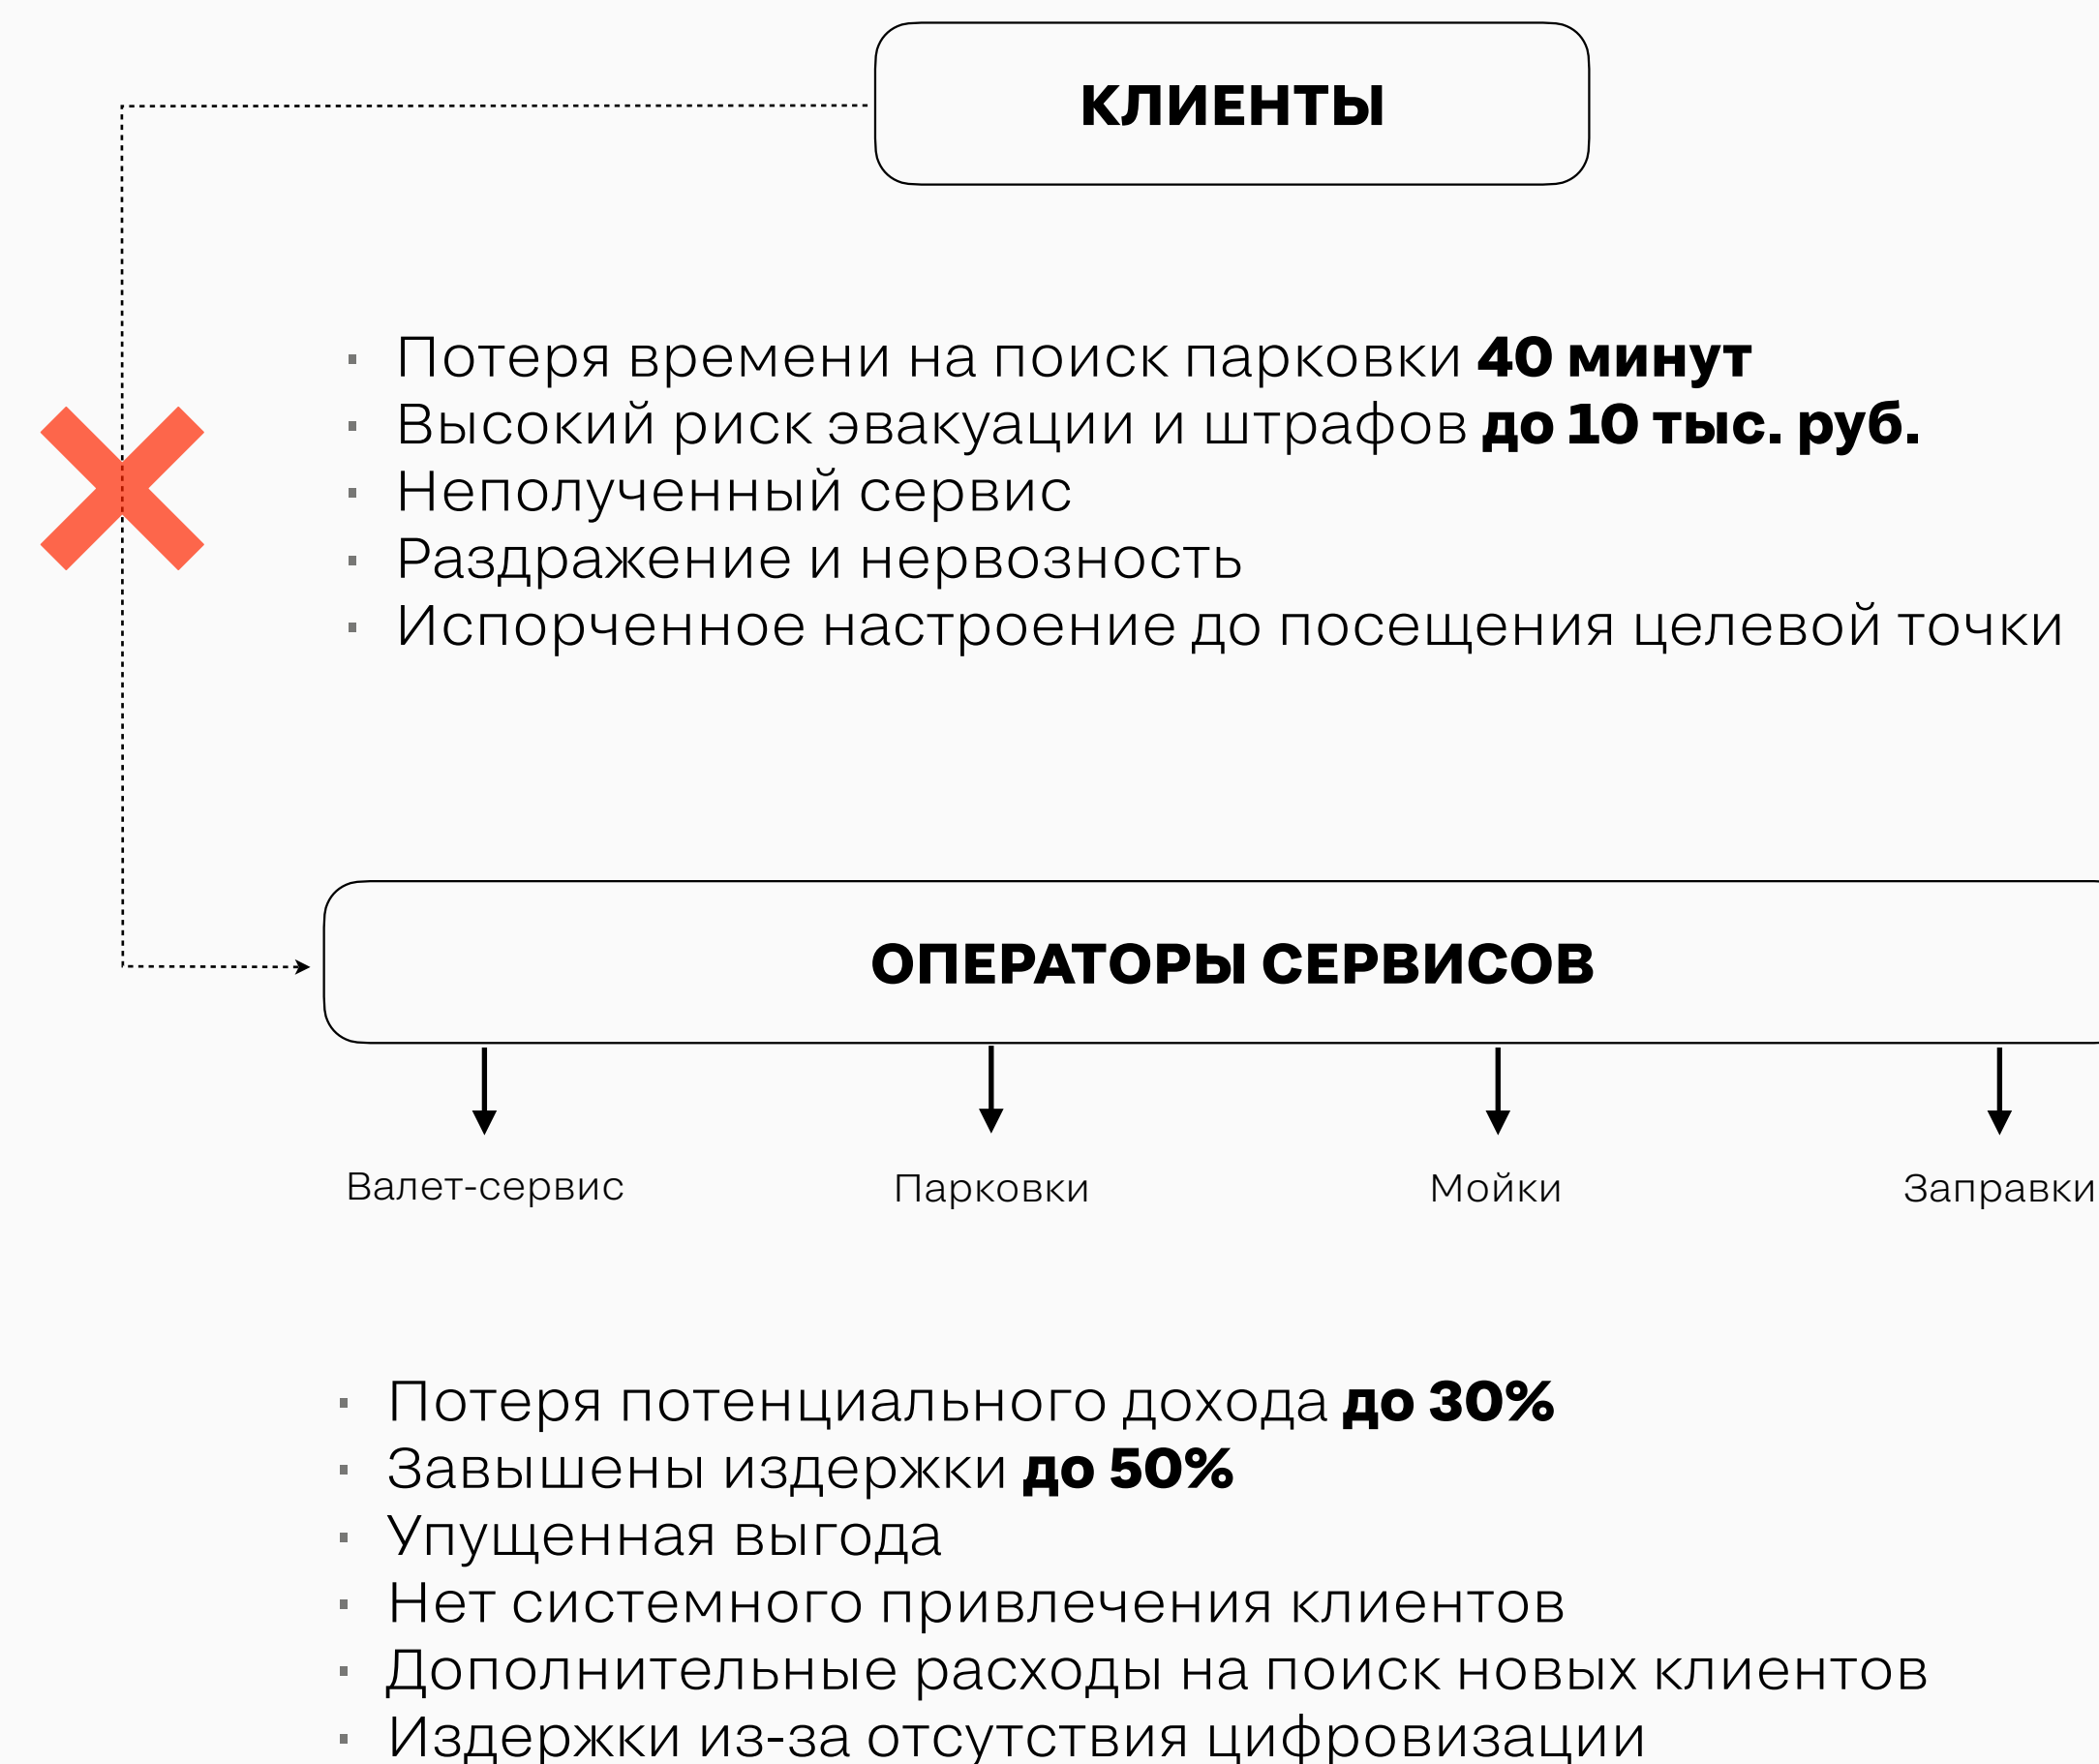 КЛИЕНТЫ
Потеря времени на поиск парковки 40 минут
Высокий риск эвакуации и штрафов до 10 тыс. руб.
Неполученный сервис
Раздражение и нервозность
Испорченное настроение до посещения целевой точки
ОПЕРАТОРЫ СЕРВИСОВ
Валет-сервис
Парковки
Мойки
Заправки
Потеря потенциального дохода до 30%
Завышены издержки до 50%
Упущенная выгода
Нет системного привлечения клиентов
Дополнительные расходы на поиск новых клиентов
Издержки из-за отсутствия цифровизации